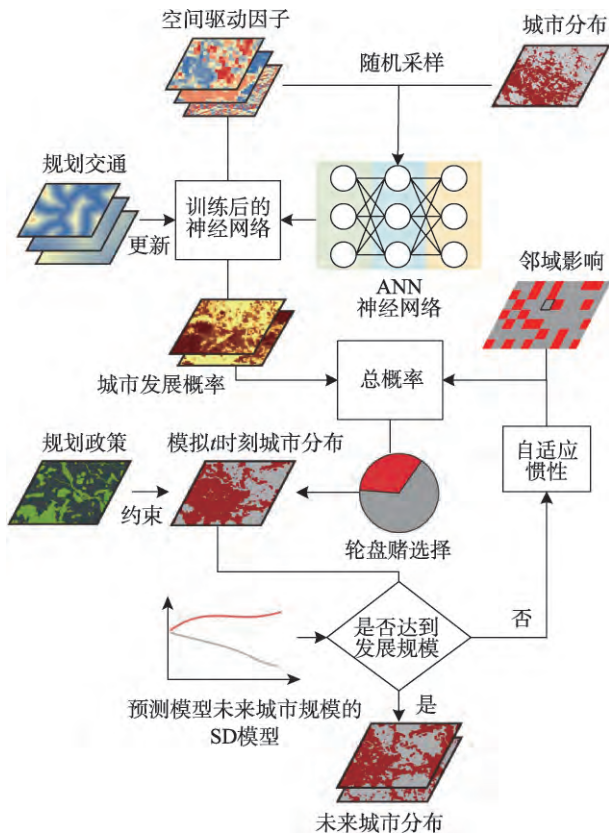 空间驱动因子
城市分布
随机采样
规划交通
训练后的
神经网络
更新
ANN
神经网络
邻域影响
城市发展概率
总概率
规划政策
模拟t时刻城市分布
自适应
惯性
约束
轮盘赌选择
是否达到
发展规模
否
预测模型未来城市规模的
SD模型
是
未来城市分布